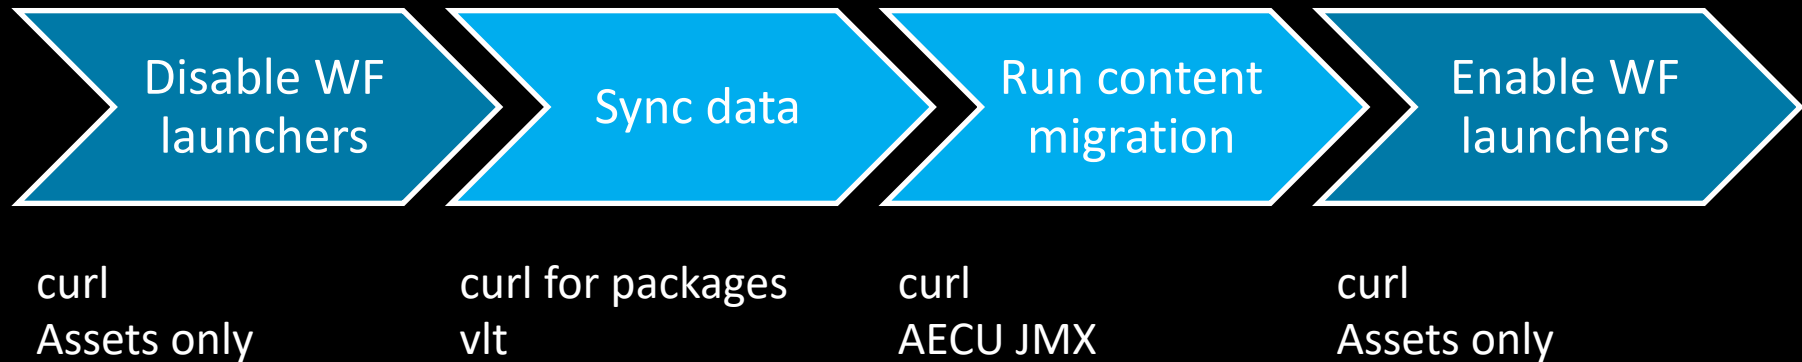 Disable WF
launchers
Sync data
Run content
migration
Enable WF
launchers
curl
Assets only
curl for packages
vlt
curl
AECU JMX
curl
Assets only